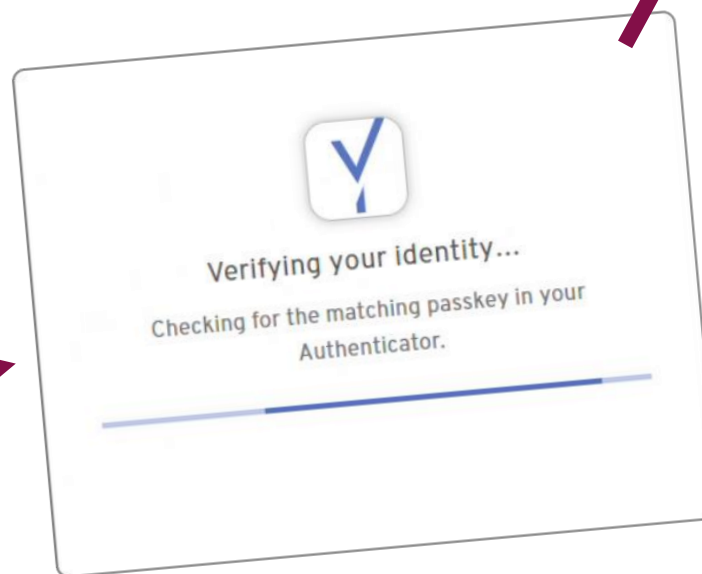 Verifying your identity...
Checking for the matching passkey in your
Authenticator.